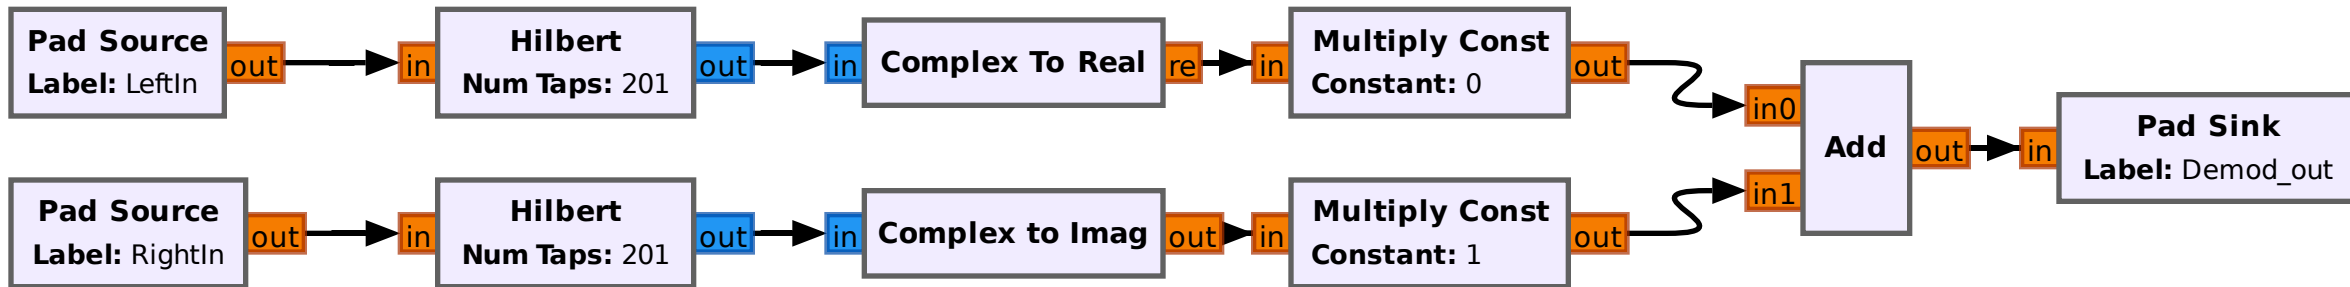 Pad Source
Label: LeftIn
out
in
Hilbert
Num Taps: 201
out
in
Complex To Real
re
in
Multiply Const
Constant: 0
out
in0
Add
out
in
Pad Sink
Label: Demod_out
Pad Source
Label: RightIn
out
in
Hilbert
Num Taps: 201
out
in
Complex to Imag
out
in
Multiply Const
Constant: 1
out
in1